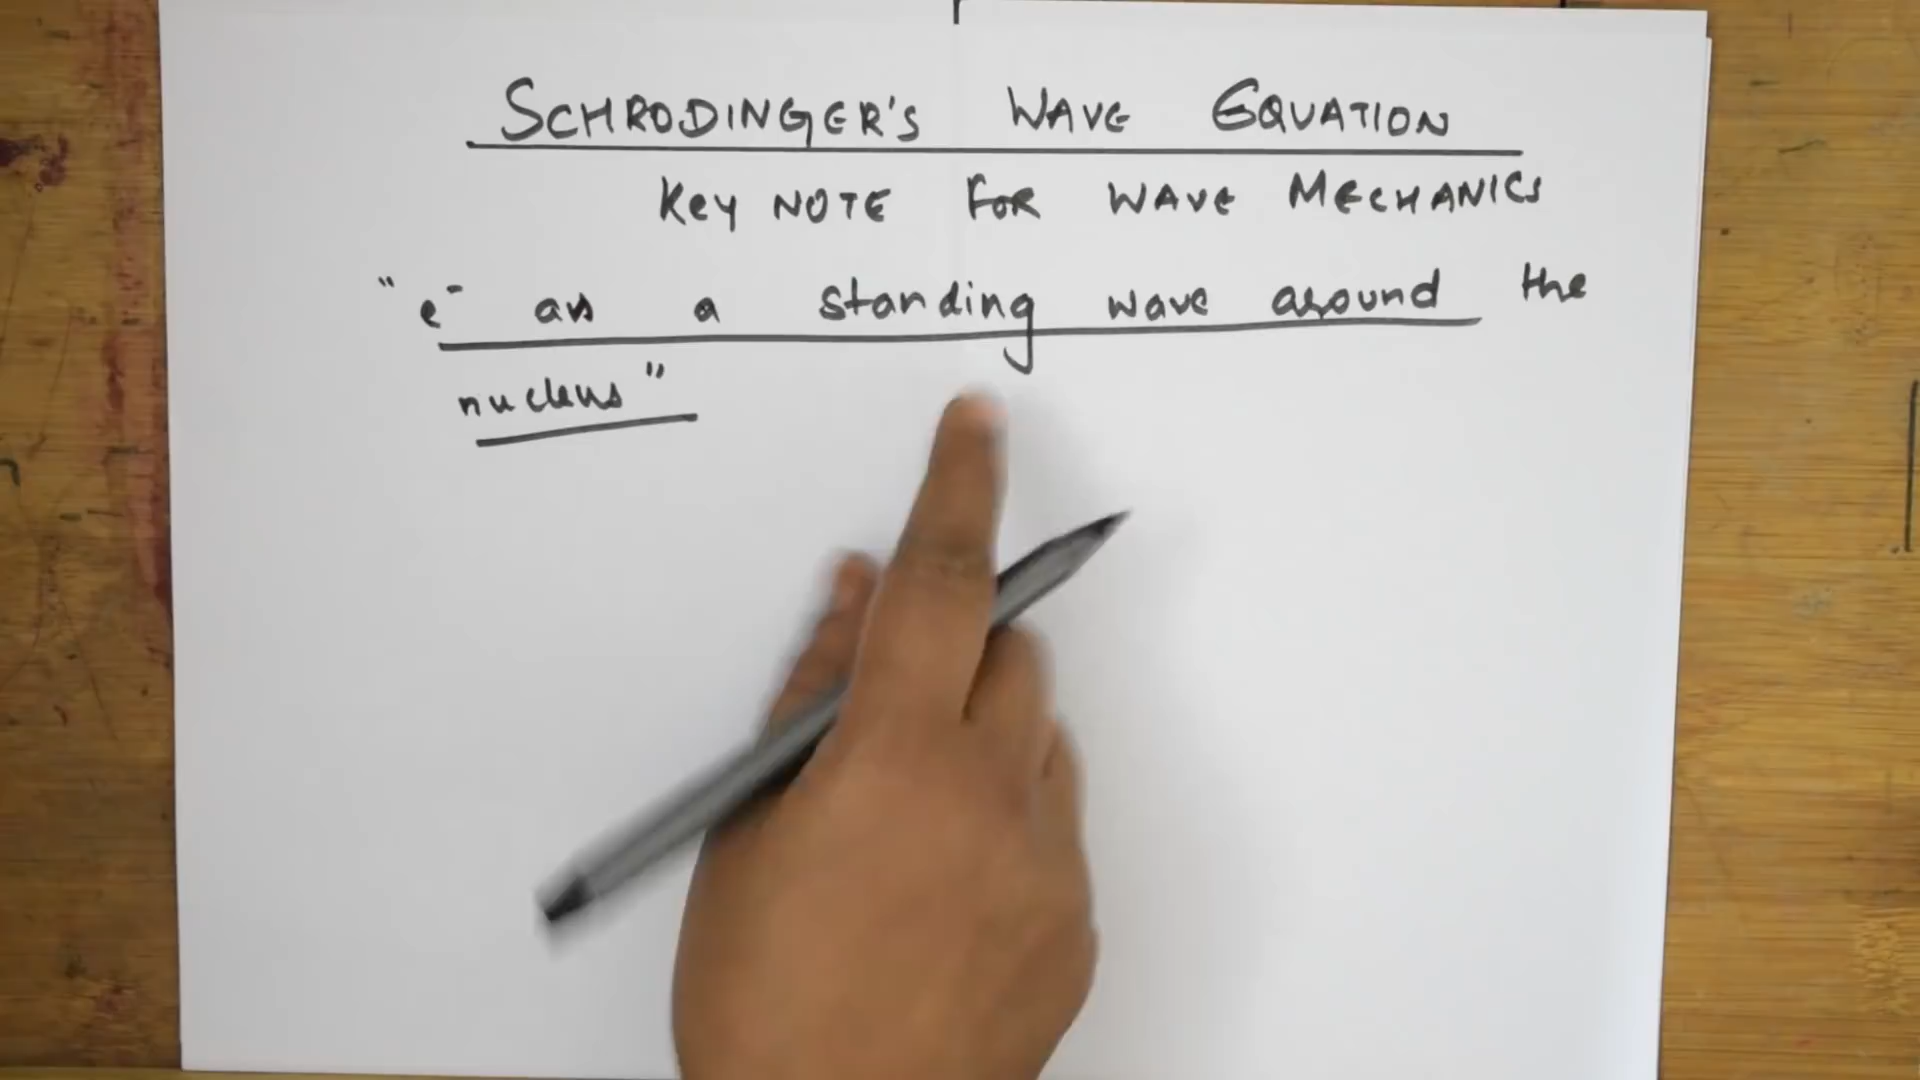 SCHRODINGER'S WAVE EQUATION
KEY NOTE FOR WAVE MECHANICS
"e⁻ as a standing wave around the
nucleus"